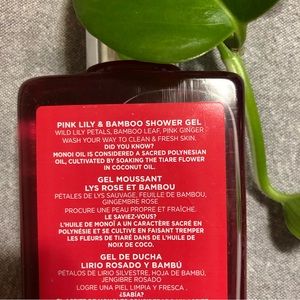 PINK LILY & BAMBOO SHOWER GEL
WILD LILY PETALS, BAMBOO LEAF, PINK GINGER
WASH YOUR WAY TO CLEAN & FRESH SKIN.
DID YOU KNOW?
MONOI OIL IS CONSIDERED A SACRED POLYNESIAN
OIL, CULTIVATED BY SOAKING THE TIARE FLOWER
IN COCONUT OIL.
GEL MOUSSANT
LYS ROSE ET BAMBOU
PÉTALES DE LYS SAUVAGE, FEUILLE DE BAMBOU,
GINGEMBRE ROSE
PROCURE UNE PEAU PROPRE ET FRAÎCHE.
LE SAVIEZ-VOUS?
L'HUILE DE MONOÏ A UN CARACTÈRE SACRÉ EN
POLYNÉSIE ET SE CULTIVE EN FAISANT TREMPER
LES FLEURS DE TIARÉ DANS DE L'HUILE DE
NOIX DE COCO.
GEL DE DUCHA
LIRIO ROSADO Y BAMBÚ
PÉTALOS DE LIRIO SILVESTRE, HOJA DE BAMBÚ,
JENGIBRE ROSADO
LOGRE UNA PIEL LIMPIA Y FRESCA.
¿SABÍA?